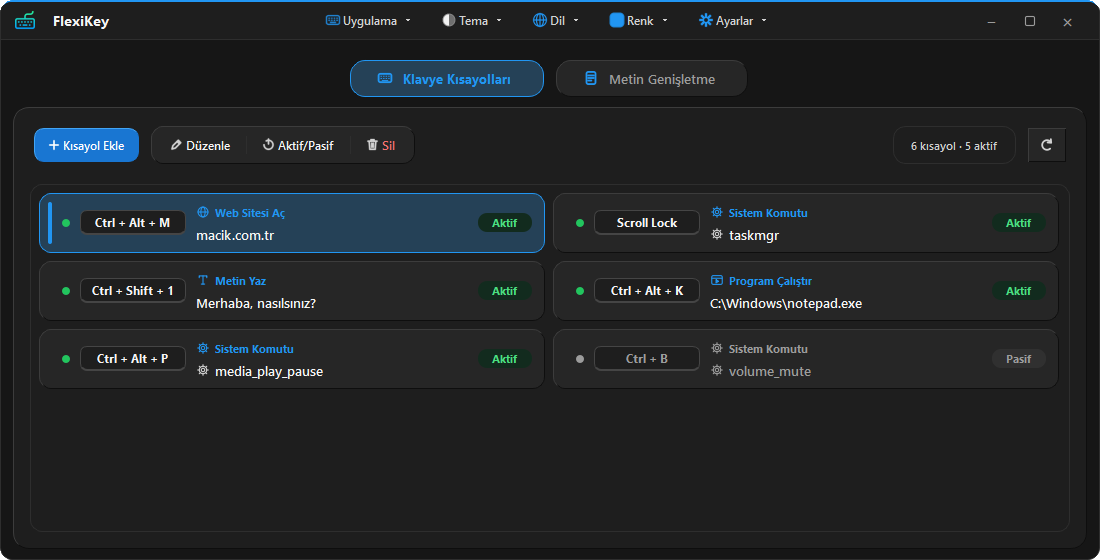 FlexiKey
Uygulama
Tema
Dil
Renk
Ayarlar
Klavye Kısayolları
Metin Genişletme
+ Kısayol Ekle
Düzenle
Aktif/Pasif
Sil
6 kısayol · 5 aktif
Ctrl + Alt + M
Web Sitesi Aç
macik.com.tr
Aktif
Scroll Lock
Sistem Komutu
taskmgr
Aktif
Ctrl + Shift + 1
Metin Yaz
Merhaba, nasılsınız?
Aktif
Ctrl + Alt + K
Program Çalıştır
C:\Windows\notepad.exe
Aktif
Ctrl + Alt + P
Sistem Komutu
media_play_pause
Aktif
Ctrl + B
Sistem Komutu
volume_mute
Pasif